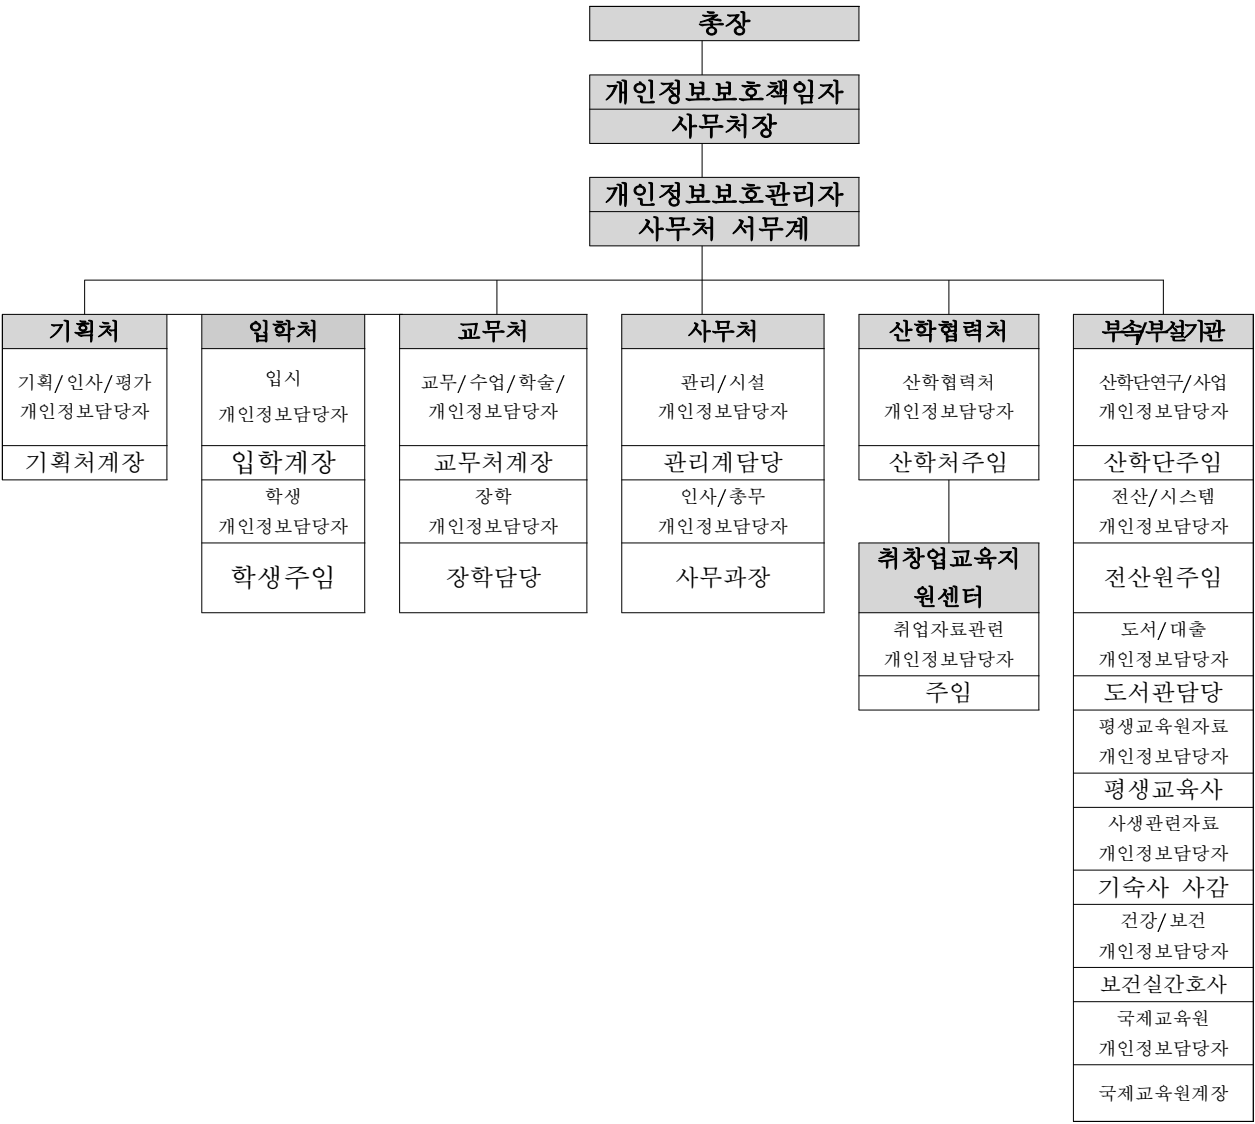 총장
개인정보보호책임자
사무처장
개인정보보호관리자
사무처 서무계
기획처
기획/인사/평가
개인정보담당자
기획처계장
입학처
입시
개인정보담당자
입학계장
학생
개인정보담당자
학생주임
교무처
교무/수업/학술/
개인정보담당자
교무처계장
장학
개인정보담당자
장학담당
사무처
관리/시설
개인정보담당자
관리계담당
인사/총무
개인정보담당자
사무과장
산학협력처
산학협력처
개인정보담당자
산학처주임
취창업교육지
원센터
취업자료관련
개인정보담당자
주임
부속/부설기관
산학단연구/사업
개인정보담당자
산학단주임
전산/시스템
개인정보담당자
전산원주임
도서/대출
개인정보담당자
도서관담당
평생교육원자료
개인정보담당자
평생교육사
사생관련자료
개인정보담당자
기숙사 사감
건강/보건
개인정보담당자
보건실간호사
국제교육원
개인정보담당자
국제교육원계장